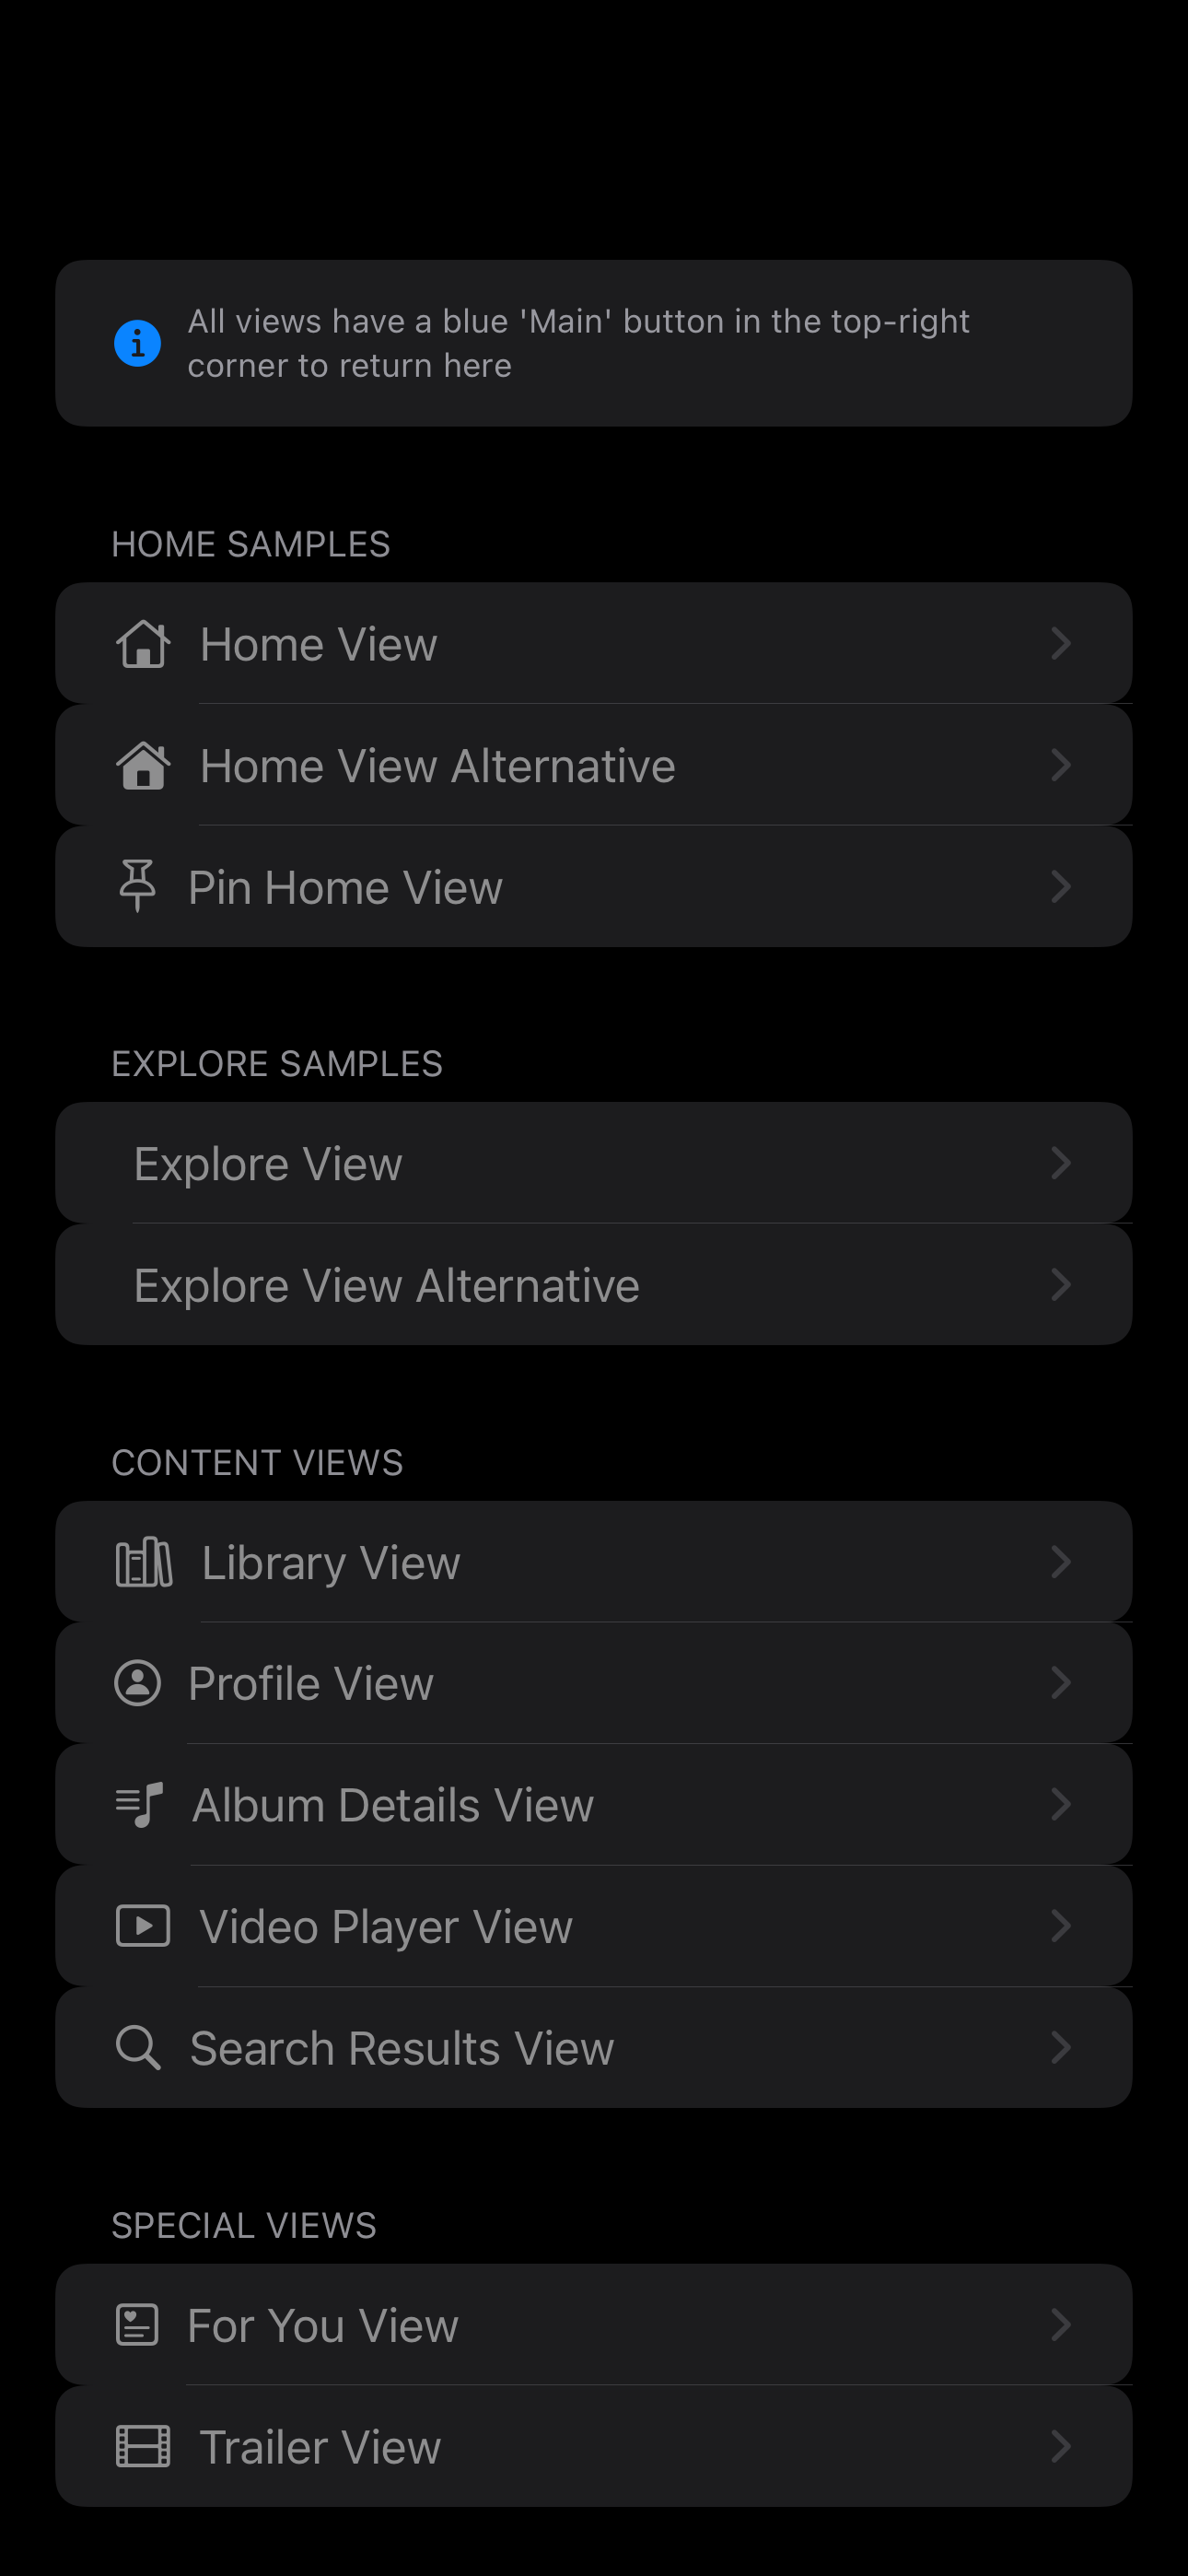 All views have a blue 'Main' button in the top-right
corner to return here
HOME SAMPLES
Home View
Home View Alternative
Pin Home View
EXPLORE SAMPLES
Explore View
Explore View Alternative
CONTENT VIEWS
Library View
Profile View
Album Details View
Video Player View
Search Results View
SPECIAL VIEWS
For You View
Trailer View